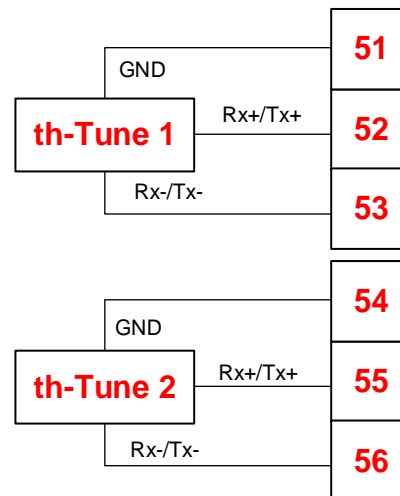 51
GND
Rx+/Tx+
th-Tune 1
52
Rx-/Tx-
53
54
GND
Rx+/Tx+
th-Tune 2
55
Rx-/Tx-
56